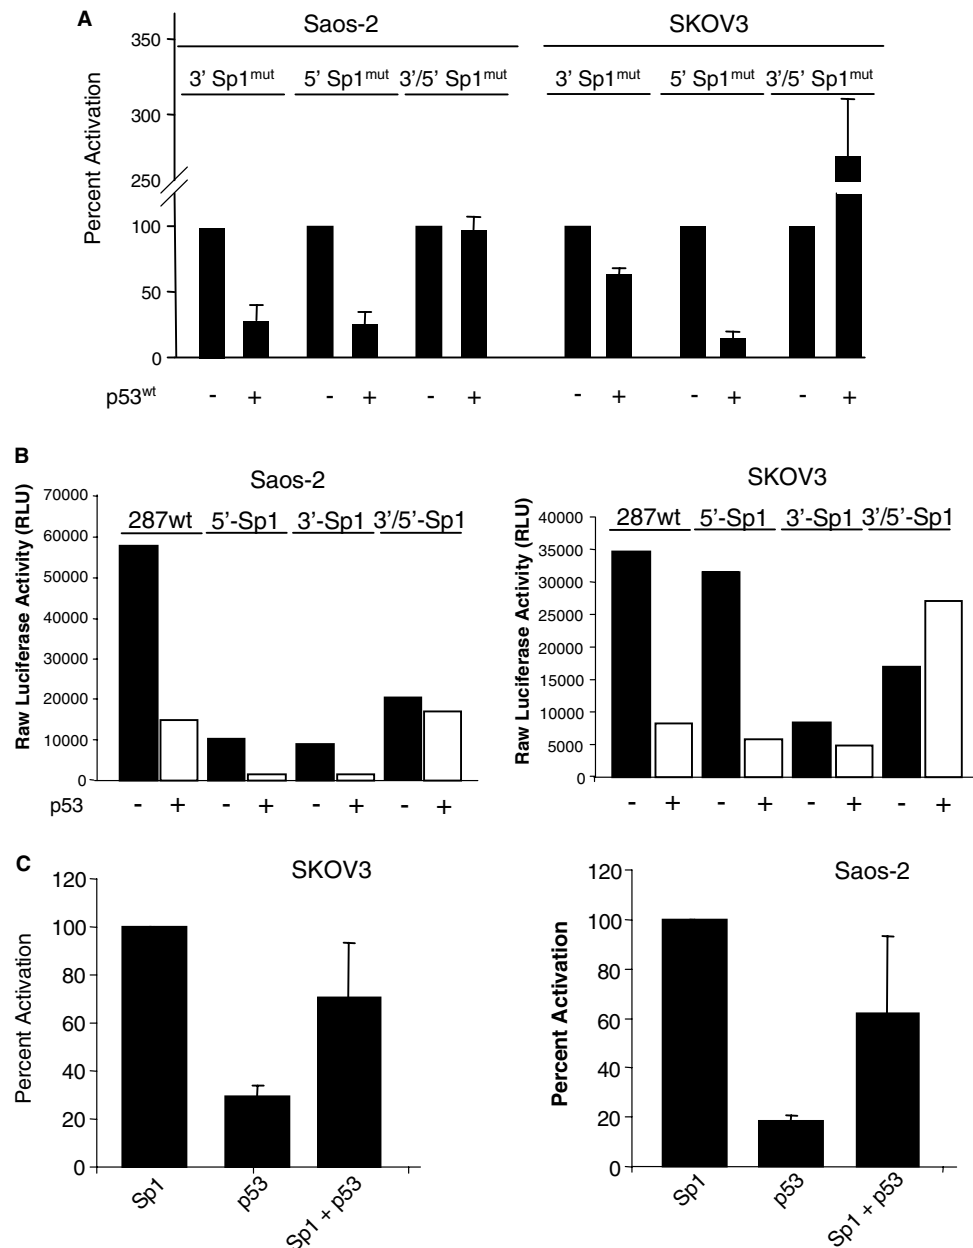 A
Saos-2 SKOV3
3’ Sp1mut 5’ Sp1mut 3’/5’ Sp1mut 3’ Sp1mut 5’ Sp1mut 3’/5’ Sp1mut
Percent Activation
350
300
250
100
50
0
p53wt - + - + - + - + - + - +
B
Saos-2
287wt 5’-Sp1 3’-Sp1 3’/5’-Sp1
Raw Luciferase Activity (RLU)
70000
60000
50000
40000
30000
20000
10000
0
p53 - + - + - + - +
SKOV3
287wt 5’-Sp1 3’-Sp1 3’/5’-Sp1
Raw Luciferase Activity (RLU)
40000
35000
30000
25000
20000
15000
10000
5000
0
- + - + - + - +
C
SKOV3
Percent Activation
120
100
80
60
40
20
0
Sp1 p53 Sp1 + p53
Saos-2
Percent Activation
120
100
80
60
40
20
0
Sp1 p53 Sp1 + p53